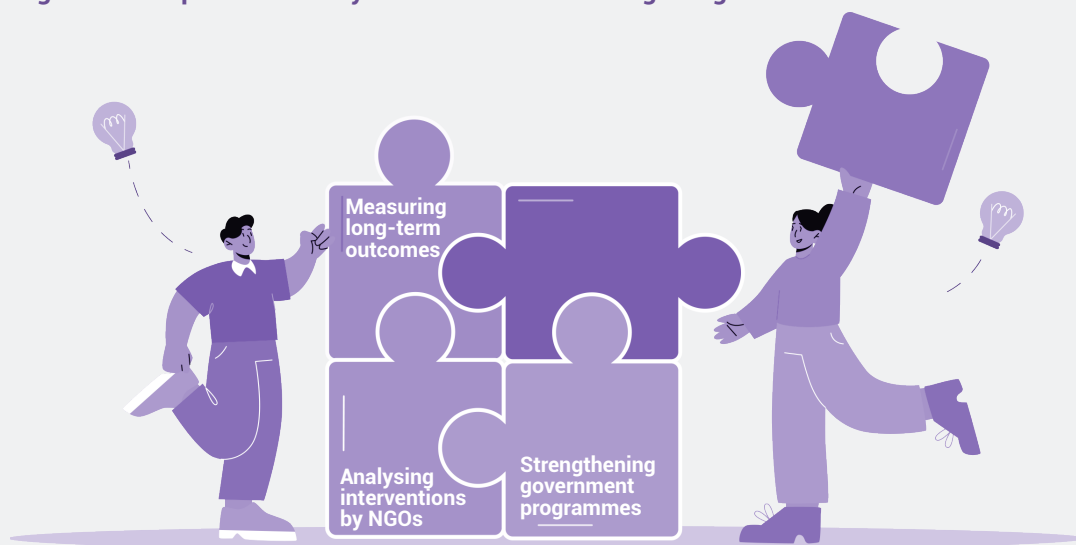 Measuring
long-term
outcomes
Analysing
interventions
by NGOs
Strengthening
government
programmes